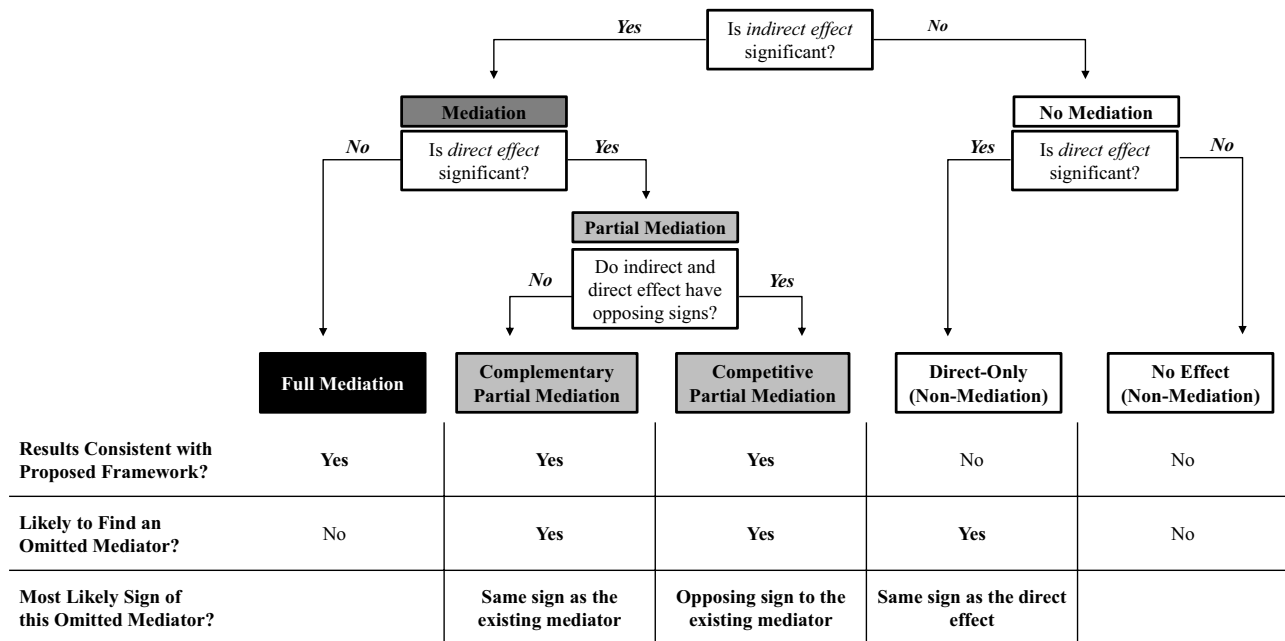 Yes
Is indirect effect
significant?
No
Mediation
No Mediation
No
Is direct effect
significant?
Yes
Yes
Is direct effect
significant?
No
Partial Mediation
No
Do indirect and
direct effect have
opposing signs?
Yes
Full Mediation
Complementary
Partial Mediation
Competitive
Partial Mediation
Direct-Only
(Non-Mediation)
No Effect
(Non-Mediation)
Results Consistent with
Proposed Framework?
Yes
Yes
Yes
No
No
Likely to Find an
Omitted Mediator?
No
Yes
Yes
Yes
No
Most Likely Sign of
this Omitted Mediator?
Same sign as the
existing mediator
Opposing sign to the
existing mediator
Same sign as the direct
effect